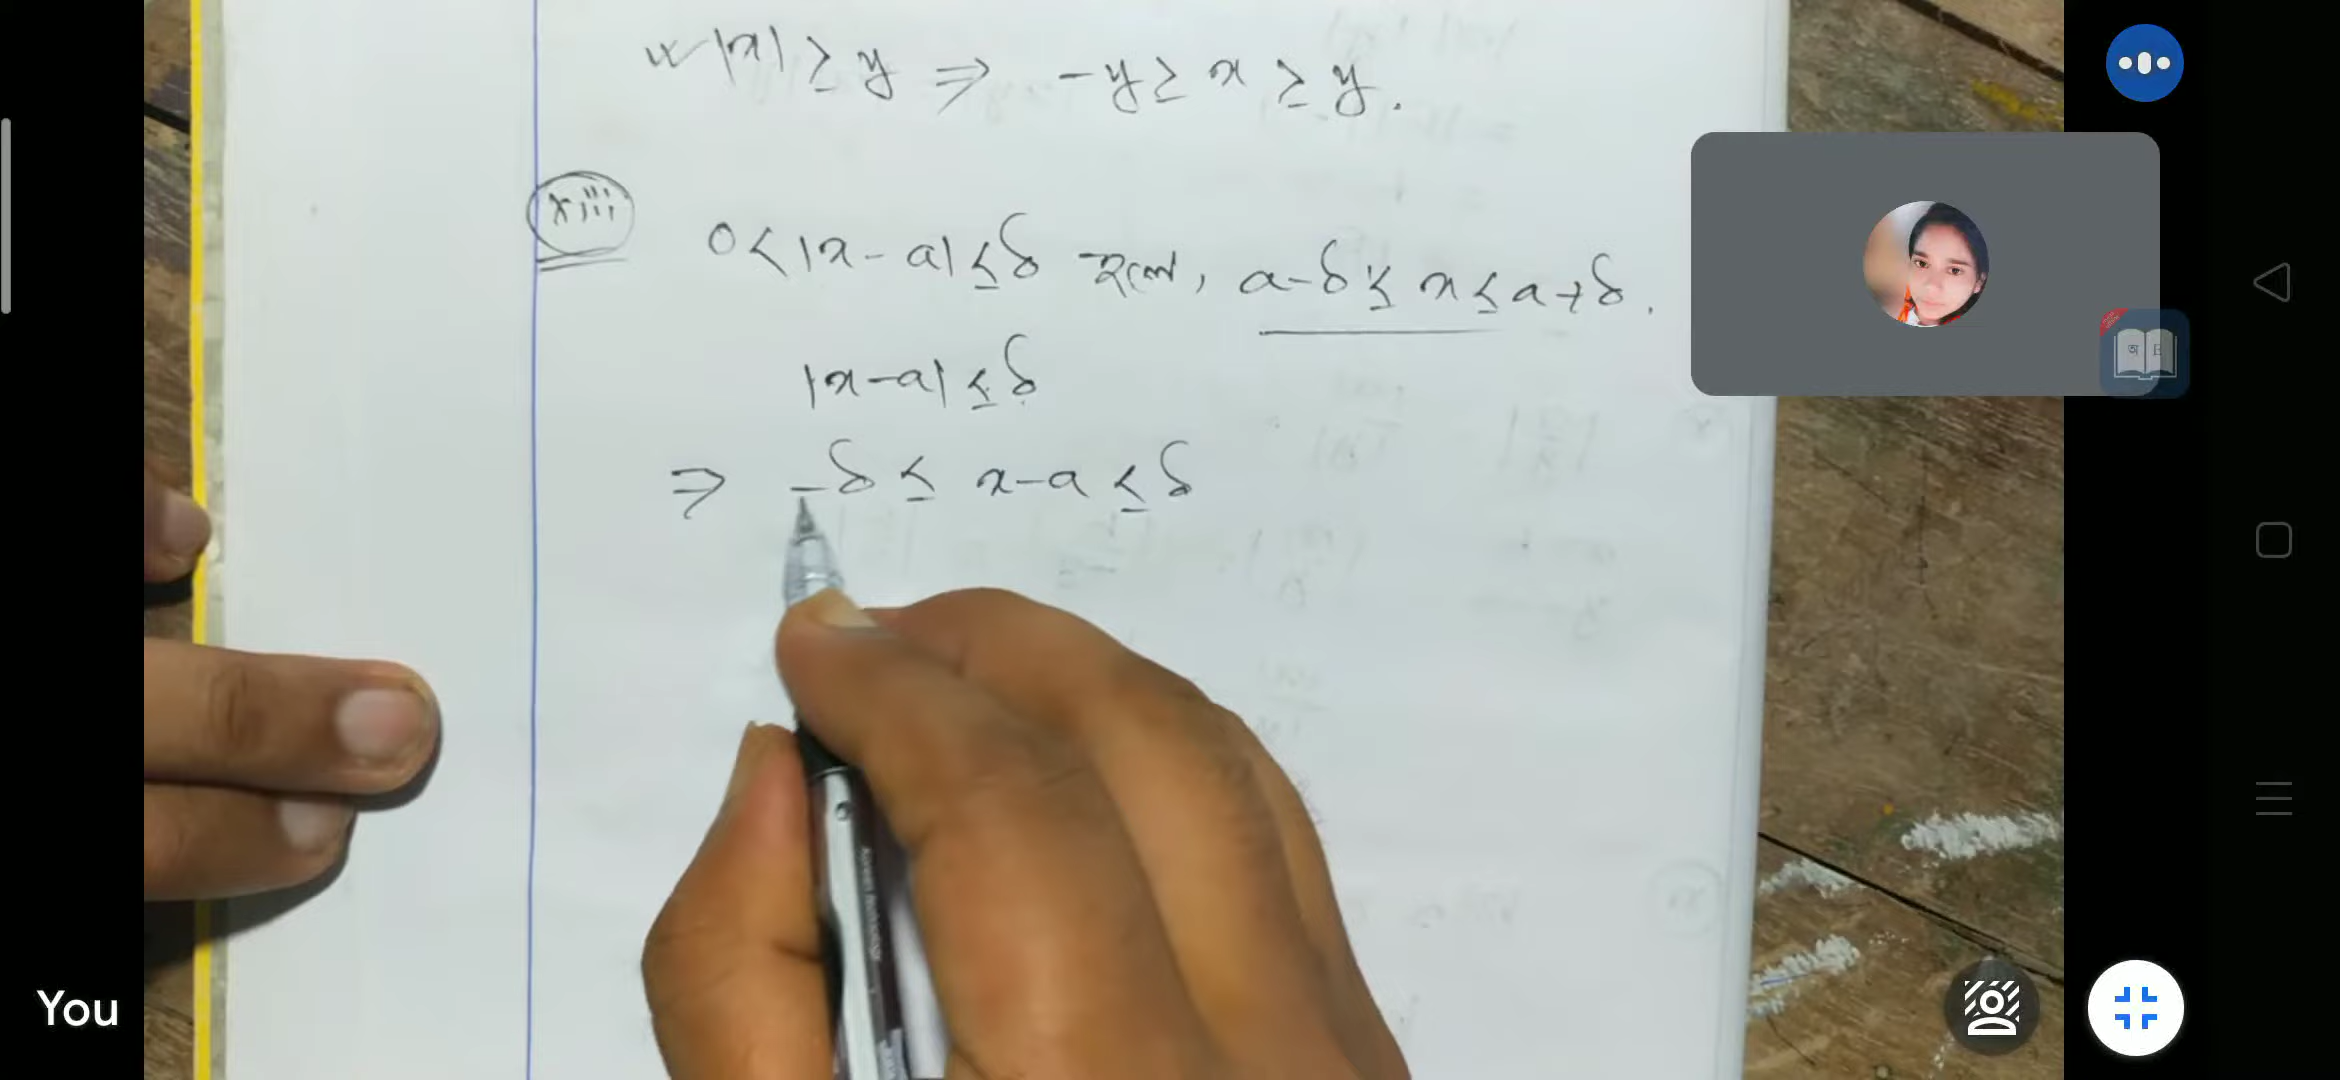 |x| ≥ y ⇒ -y ≥ x ≥ y.
xiii
0 < |x - a| ≤ δ হলে, a - δ ≤ x ≤ a + δ.
|x - a| ≤ δ
⇒ -δ ≤ x - a ≤ δ
You